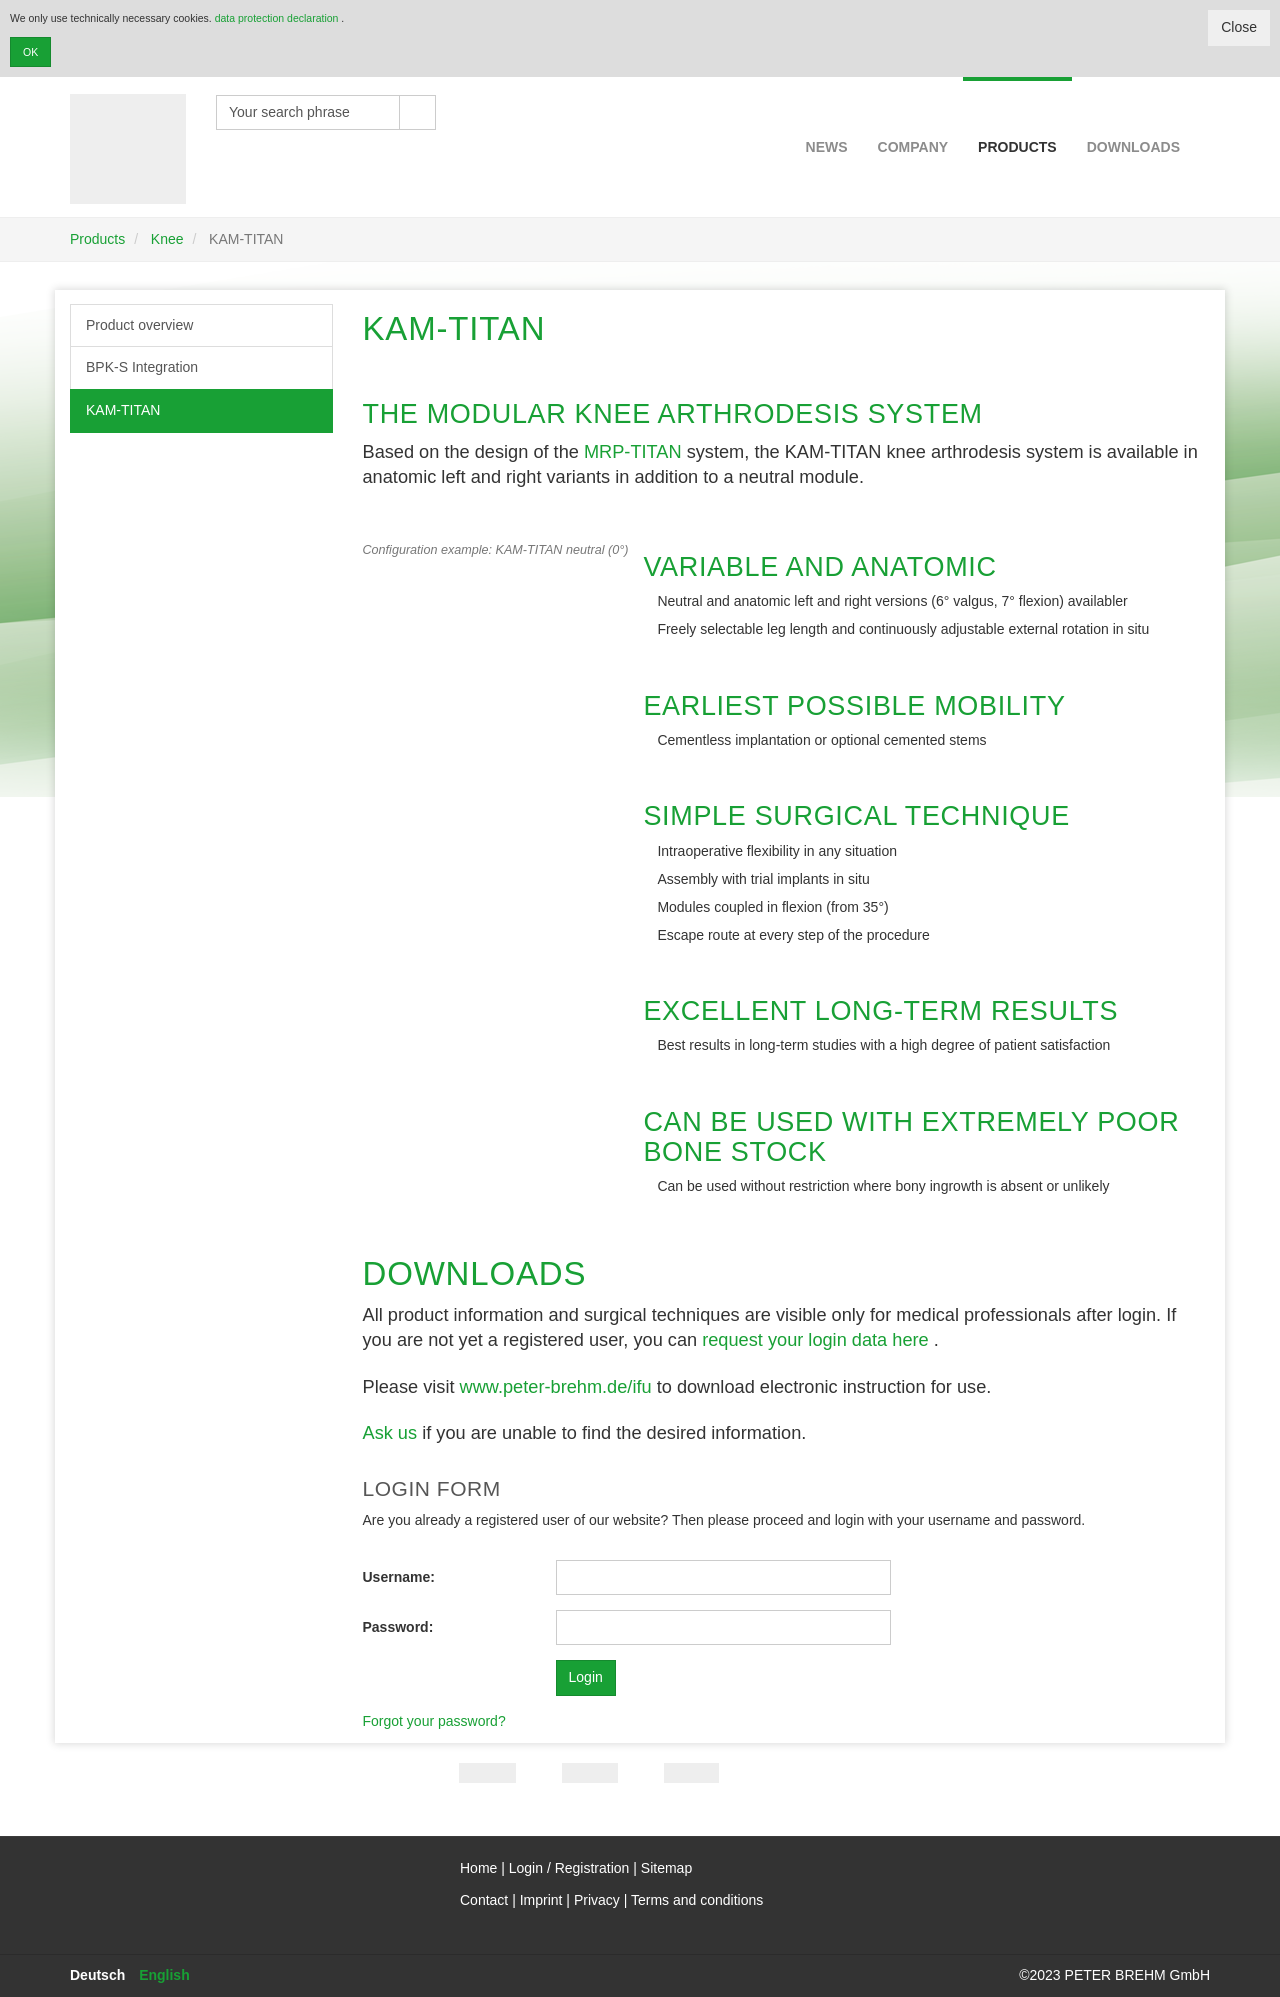 We only use technically necessary cookies. data protection declaration .
Close
OK
Your search phrase
NEWS COMPANY PRODUCTS DOWNLOADS
Products / Knee / KAM-TITAN
Product overview
BPK-S Integration
KAM-TITAN
KAM-TITAN
THE MODULAR KNEE ARTHRODESIS SYSTEM
Based on the design of the MRP-TITAN system, the KAM-TITAN knee arthrodesis system is available in
anatomic left and right variants in addition to a neutral module.
Configuration example: KAM-TITAN neutral (0°)
VARIABLE AND ANATOMIC
Neutral and anatomic left and right versions (6° valgus, 7° flexion) availabler
Freely selectable leg length and continuously adjustable external rotation in situ
EARLIEST POSSIBLE MOBILITY
Cementless implantation or optional cemented stems
SIMPLE SURGICAL TECHNIQUE
Intraoperative flexibility in any situation
Assembly with trial implants in situ
Modules coupled in flexion (from 35°)
Escape route at every step of the procedure
EXCELLENT LONG-TERM RESULTS
Best results in long-term studies with a high degree of patient satisfaction
CAN BE USED WITH EXTREMELY POOR
BONE STOCK
Can be used without restriction where bony ingrowth is absent or unlikely
DOWNLOADS
All product information and surgical techniques are visible only for medical professionals after login. If
you are not yet a registered user, you can request your login data here .
Please visit www.peter-brehm.de/ifu to download electronic instruction for use.
Ask us if you are unable to find the desired information.
LOGIN FORM
Are you already a registered user of our website? Then please proceed and login with your username and password.
Username:
Password:
Login
Forgot your password?
Home | Login / Registration | Sitemap
Contact | Imprint | Privacy | Terms and conditions
Deutsch English
©2023 PETER BREHM GmbH